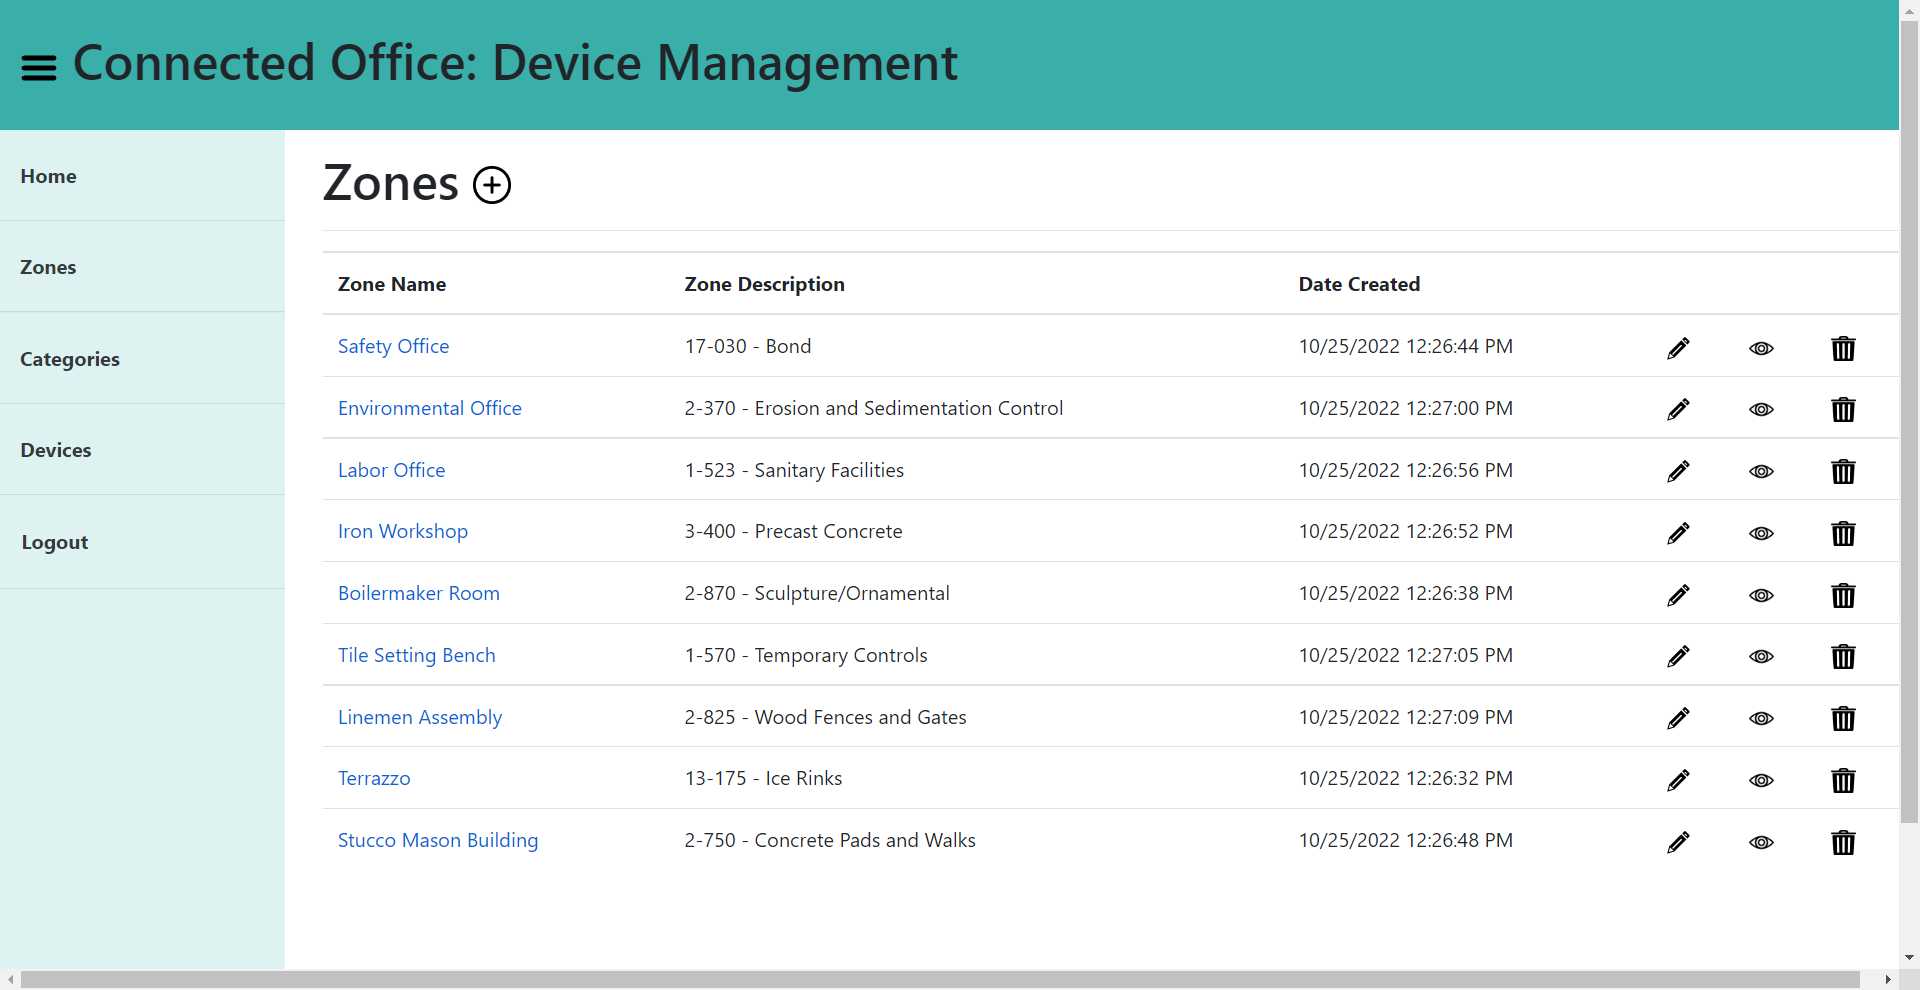 Connected Office: Device Management
Home
Zones
Categories
Devices
Logout
Zones
Zone Name Zone Description Date Created
Safety Office 17-030 - Bond 10/25/2022 12:26:44 PM
Environmental Office 2-370 - Erosion and Sedimentation Control 10/25/2022 12:27:00 PM
Labor Office 1-523 - Sanitary Facilities 10/25/2022 12:26:56 PM
Iron Workshop 3-400 - Precast Concrete 10/25/2022 12:26:52 PM
Boilermaker Room 2-870 - Sculpture/Ornamental 10/25/2022 12:26:38 PM
Tile Setting Bench 1-570 - Temporary Controls 10/25/2022 12:27:05 PM
Linemen Assembly 2-825 - Wood Fences and Gates 10/25/2022 12:27:09 PM
Terrazzo 13-175 - Ice Rinks 10/25/2022 12:26:32 PM
Stucco Mason Building 2-750 - Concrete Pads and Walks 10/25/2022 12:26:48 PM